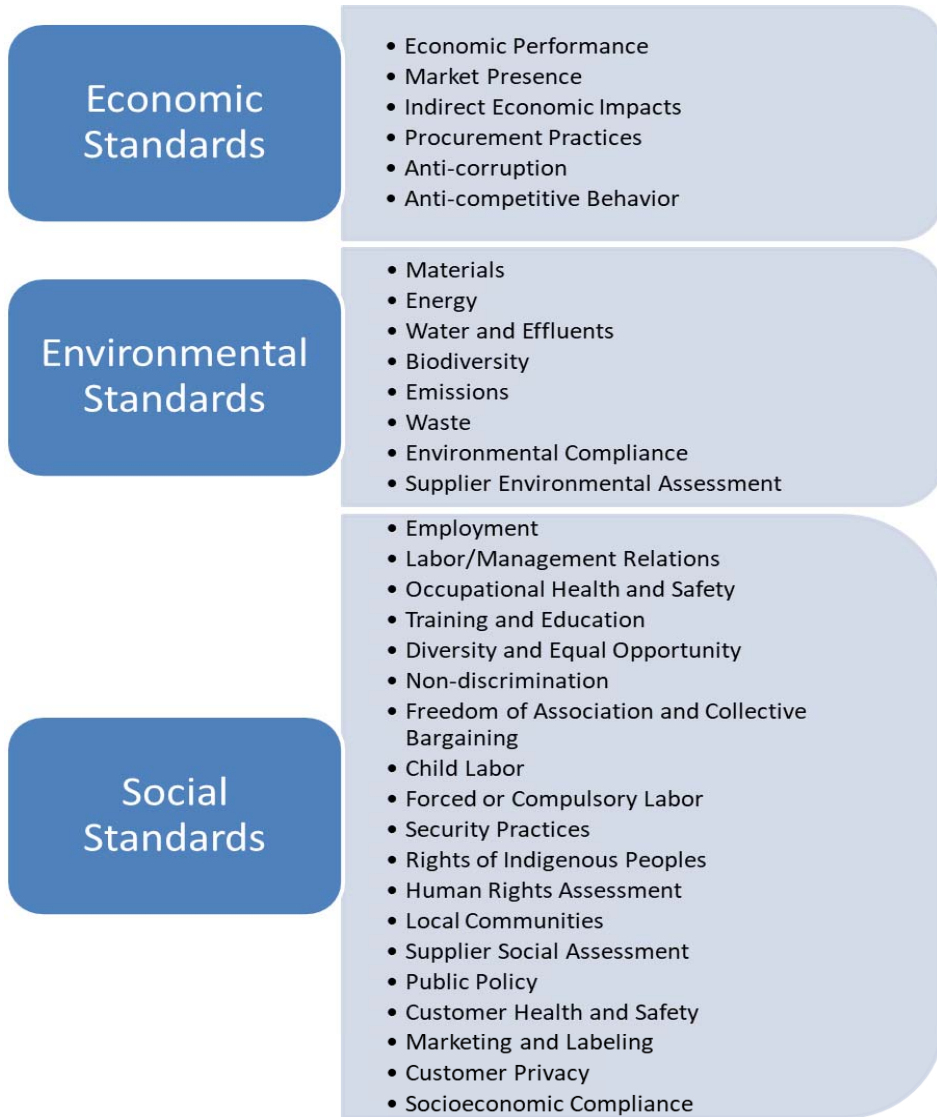 Economic
Standards
• Economic Performance
• Market Presence
• Indirect Economic Impacts
• Procurement Practices
• Anti-corruption
• Anti-competitive Behavior
Environmental
Standards
• Materials
• Energy
• Water and Effluents
• Biodiversity
• Emissions
• Waste
• Environmental Compliance
• Supplier Environmental Assessment
Social
Standards
• Employment
• Labor/Management Relations
• Occupational Health and Safety
• Training and Education
• Diversity and Equal Opportunity
• Non-discrimination
• Freedom of Association and Collective
Bargaining
• Child Labor
• Forced or Compulsory Labor
• Security Practices
• Rights of Indigenous Peoples
• Human Rights Assessment
• Local Communities
• Supplier Social Assessment
• Public Policy
• Customer Health and Safety
• Marketing and Labeling
• Customer Privacy
• Socioeconomic Compliance